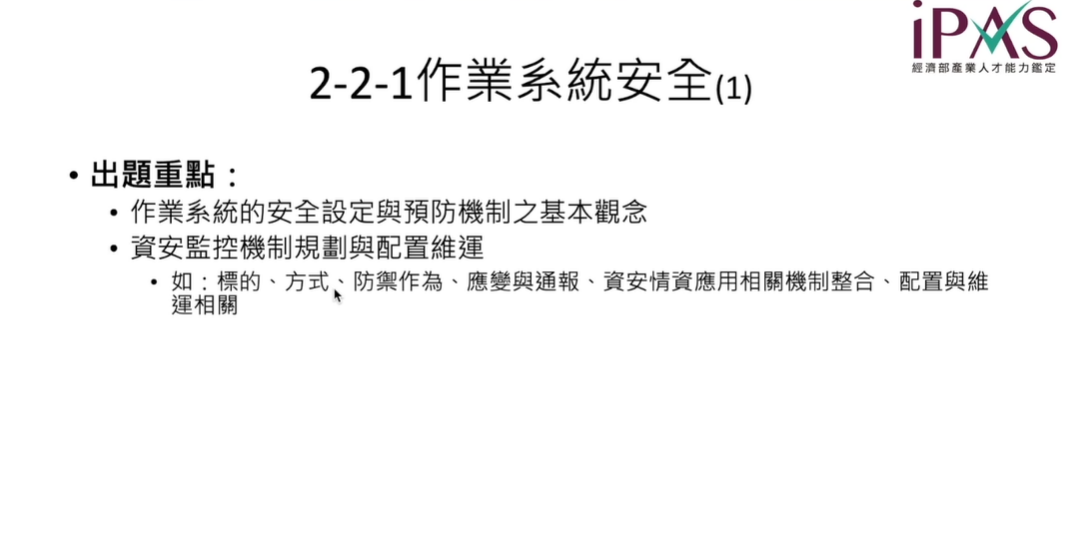 iPAS
經濟部產業人才能力鑑定
2-2-1作業系統安全(1)
• 出題重點：
• 作業系統的安全設定與預防機制之基本觀念
• 資安監控機制規劃與配置維運
• 如：標的、方式、防禦作為、應變與通報、資安情資應用相關機制整合、配置與維
運相關